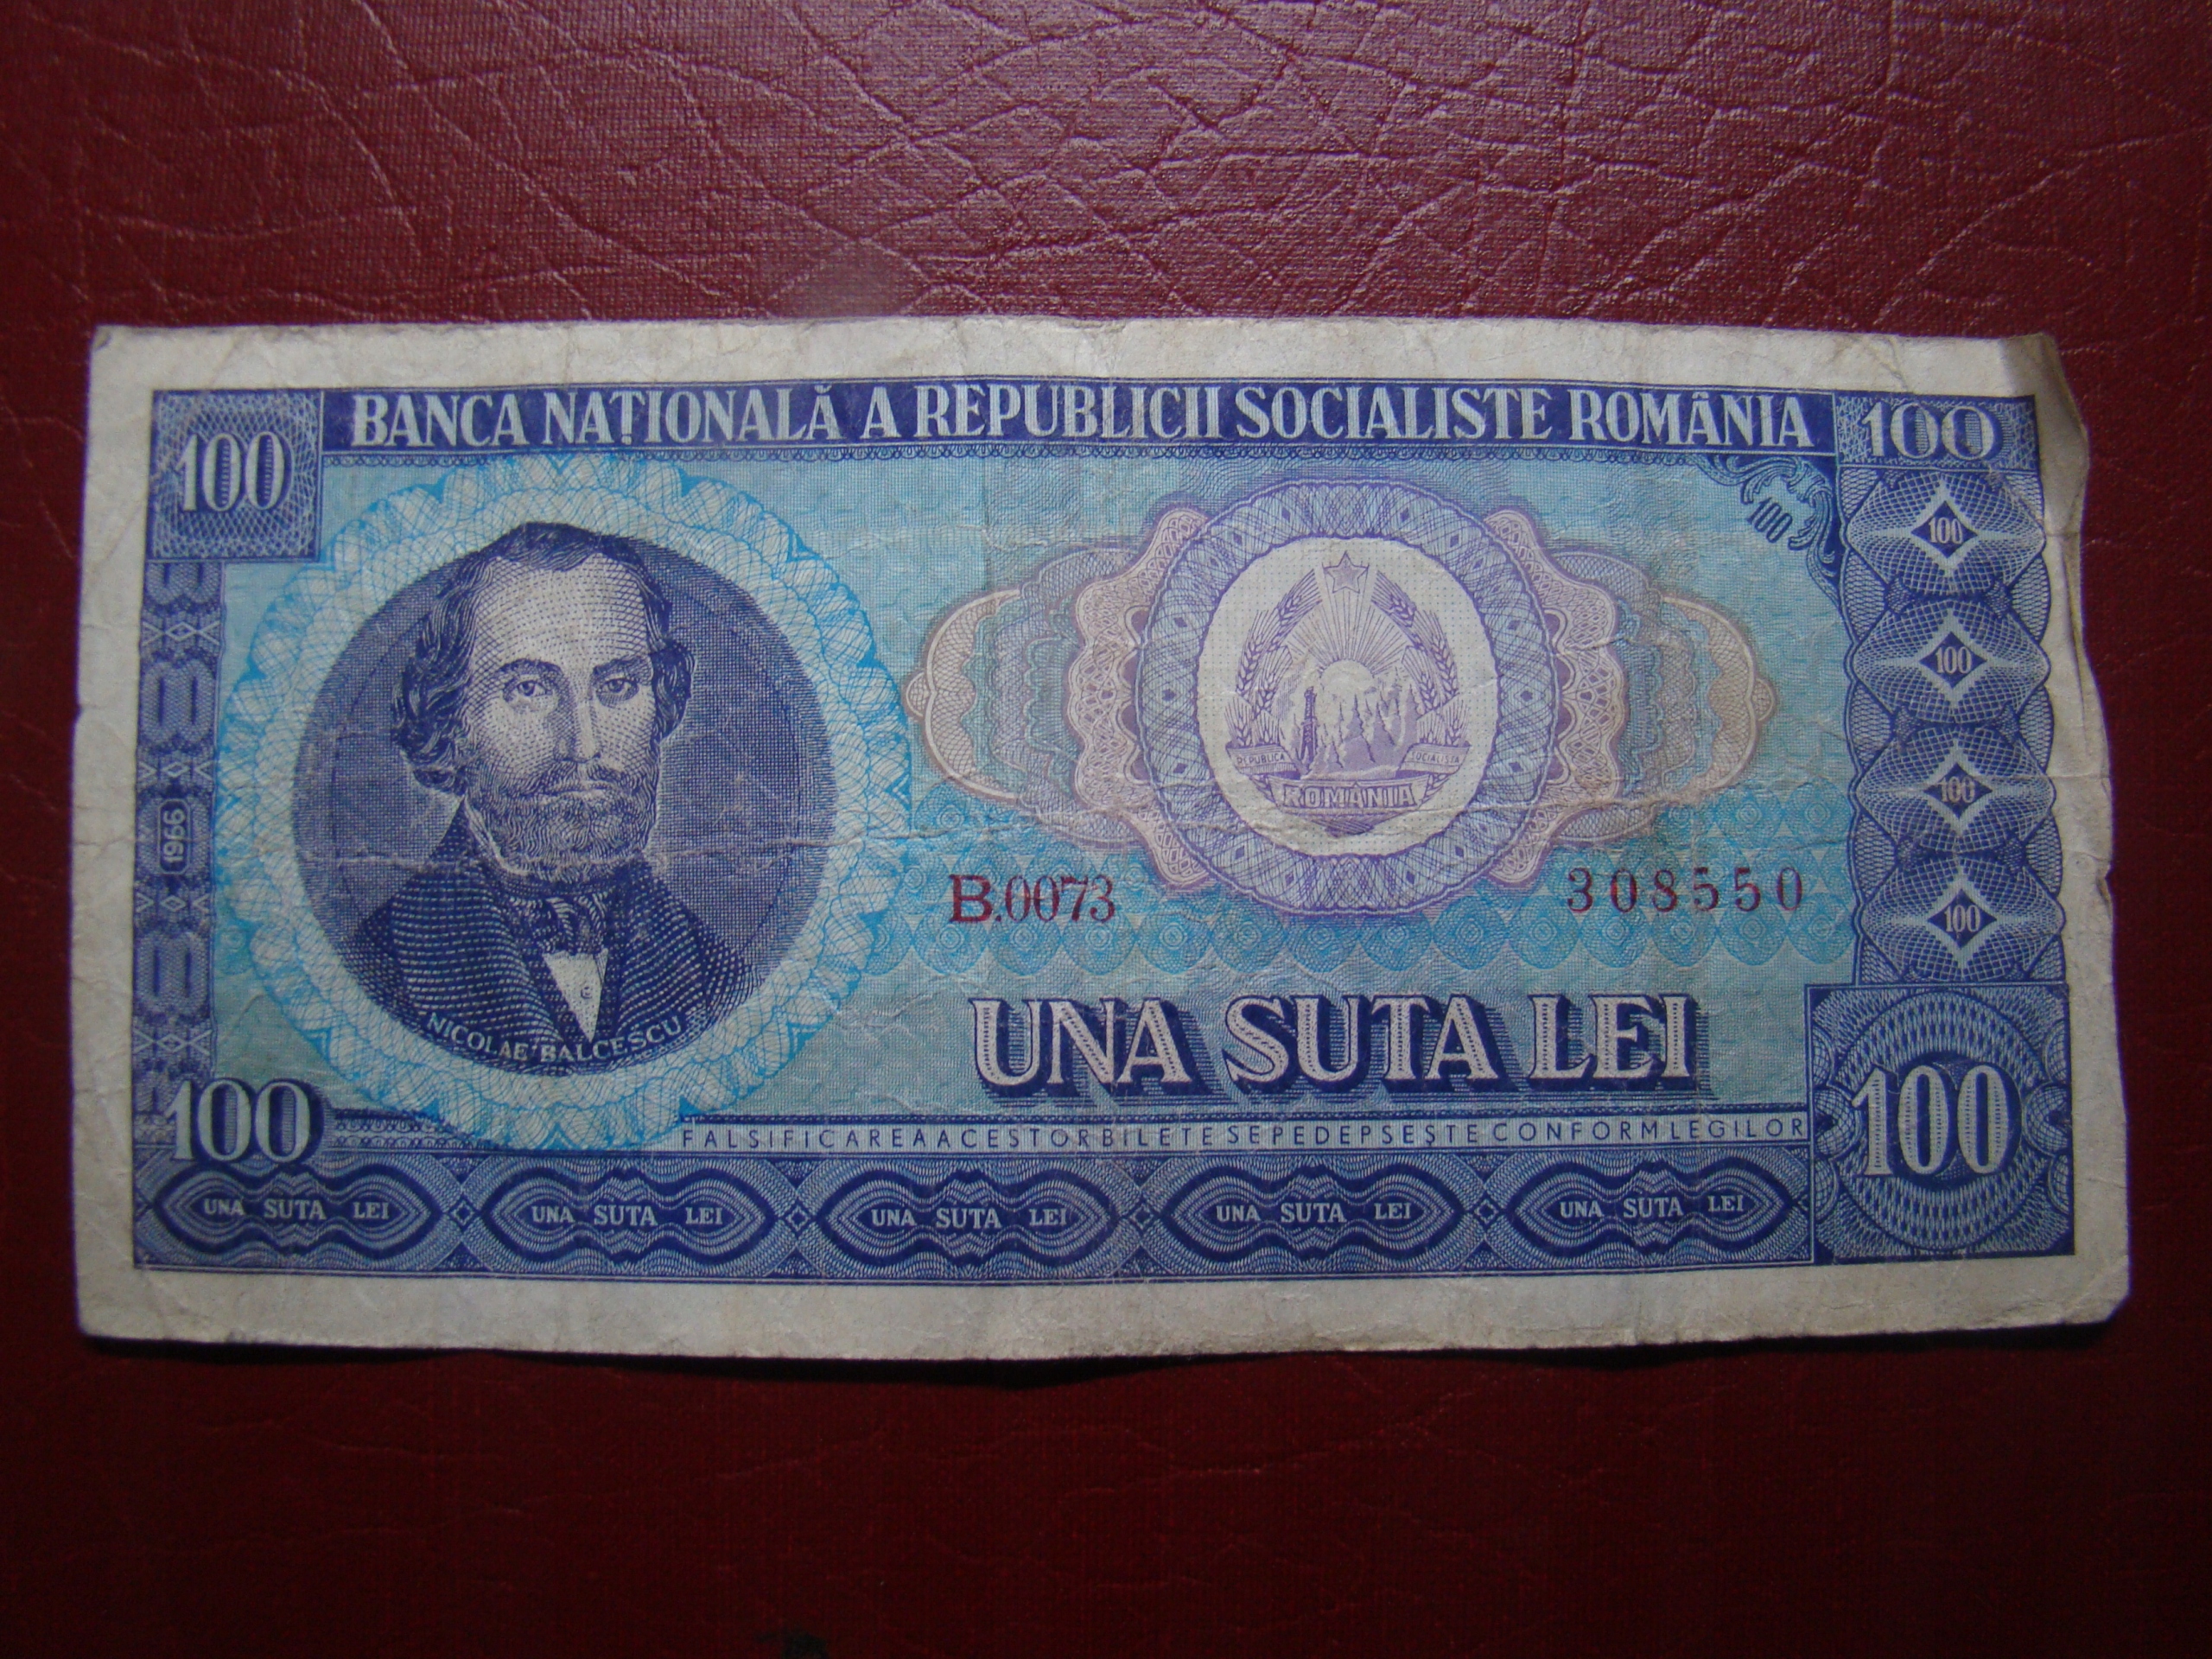 BANCA NAȚIONALĂ A REPUBLICII SOCIALISTE ROMÂNIA
100
100
100
100
100
100
100
1966
REPUBLICA SOCIALISTA
ROMÂNIA
B.0073
308550
NICOLAE BALCESCU
UNA SUTA LEI
100
100
FALSIFICAREA ACESTOR BILETE SE PEDEPSEȘTE CONFORM LEGILOR
UNA SUTA LEI UNA SUTA LEI UNA SUTA LEI UNA SUTA LEI UNA SUTA LEI